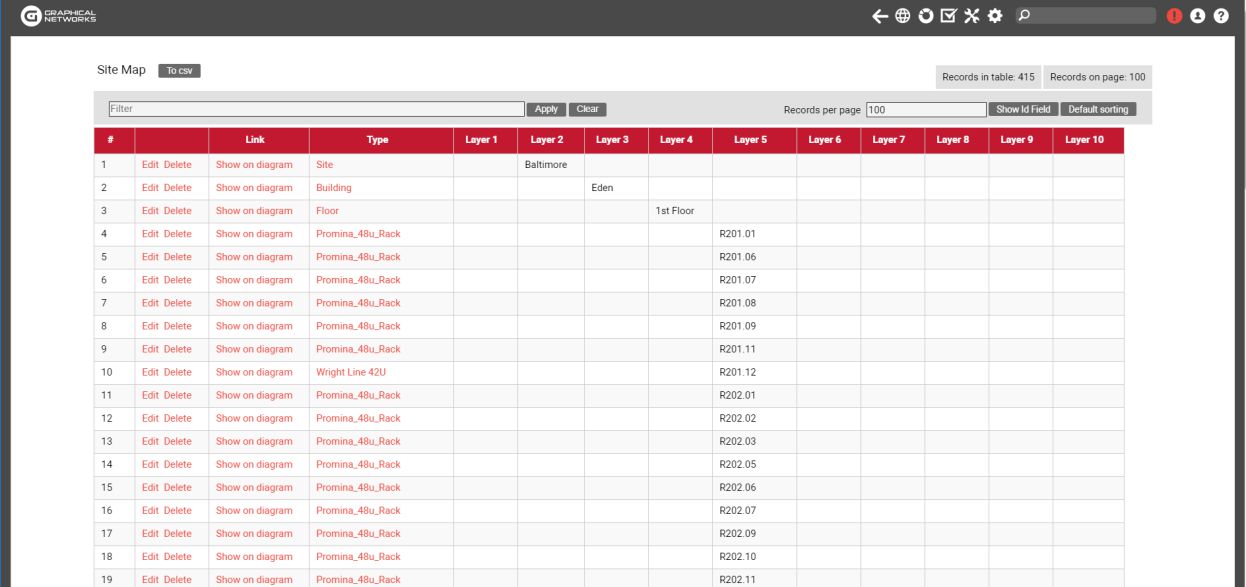 GRAPHICAL
NETWORKS
Site Map To csv
Records in table: 415 Records on page: 100
Filter Apply Clear Records per page 100 Show Id Field Default sorting
# Link Type Layer 1 Layer 2 Layer 3 Layer 4 Layer 5 Layer 6 Layer 7 Layer 8 Layer 9 Layer 10
1 Edit Delete Show on diagram Site Baltimore
2 Edit Delete Show on diagram Building Eden
3 Edit Delete Show on diagram Floor 1st Floor
4 Edit Delete Show on diagram Promina_48u_Rack R201.01
5 Edit Delete Show on diagram Promina_48u_Rack R201.06
6 Edit Delete Show on diagram Promina_48u_Rack R201.07
7 Edit Delete Show on diagram Promina_48u_Rack R201.08
8 Edit Delete Show on diagram Promina_48u_Rack R201.09
9 Edit Delete Show on diagram Promina_48u_Rack R201.11
10 Edit Delete Show on diagram Wright Line 42U R201.12
11 Edit Delete Show on diagram Promina_48u_Rack R202.01
12 Edit Delete Show on diagram Promina_48u_Rack R202.02
13 Edit Delete Show on diagram Promina_48u_Rack R202.03
14 Edit Delete Show on diagram Promina_48u_Rack R202.05
15 Edit Delete Show on diagram Promina_48u_Rack R202.06
16 Edit Delete Show on diagram Promina_48u_Rack R202.07
17 Edit Delete Show on diagram Promina_48u_Rack R202.09
18 Edit Delete Show on diagram Promina_48u_Rack R202.10
19 Edit Delete Show on diagram Promina_48u_Rack R202.11